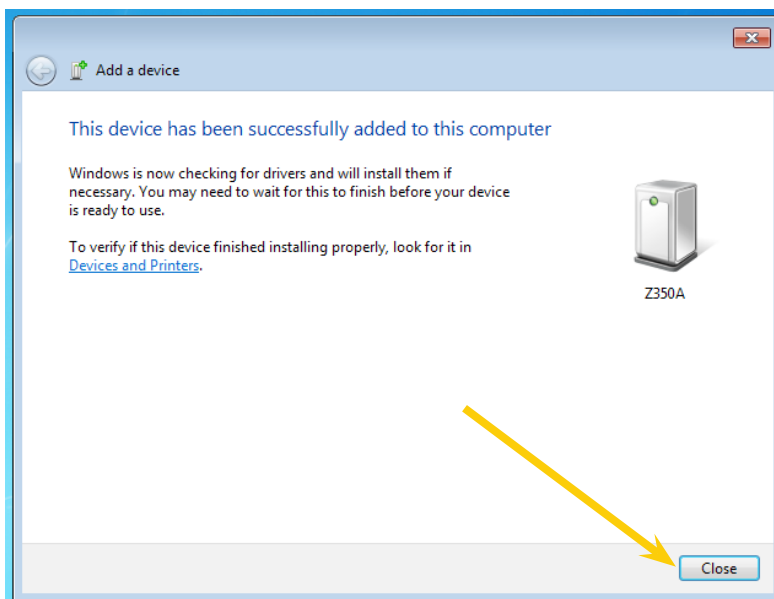 Add a device
This device has been successfully added to this computer
Windows is now checking for drivers and will install them if
necessary. You may need to wait for this to finish before your device
is ready to use.
To verify if this device finished installing properly, look for it in
Devices and Printers.
Z350A
Close